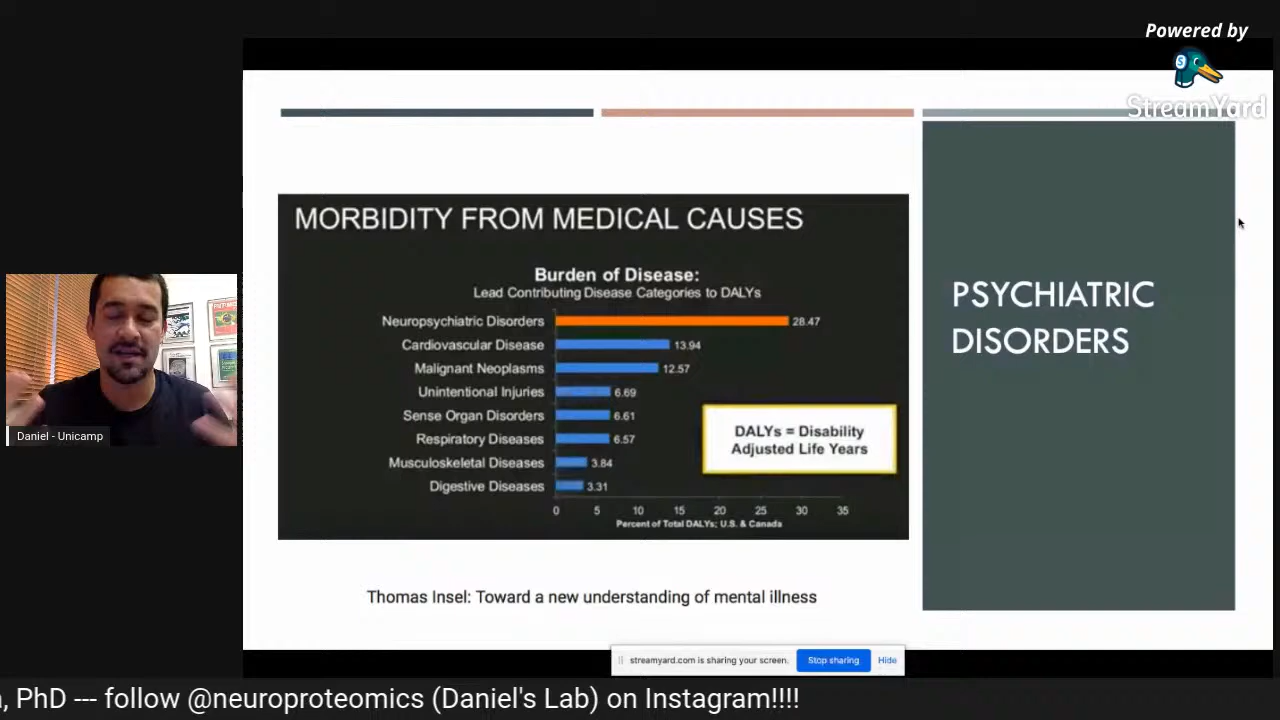 Powered by
StreamYard
MORBIDITY FROM MEDICAL CAUSES
Burden of Disease:
Lead Contributing Disease Categories to DALYs
Neuropsychiatric Disorders 28.47
Cardiovascular Disease 13.94
Malignant Neoplasms 12.57
Unintentional Injuries 6.69
Sense Organ Disorders 6.61
Respiratory Diseases 6.57
Musculoskeletal Diseases 3.84
Digestive Diseases 3.31
0 5 10 15 20 25 30 35
Percent of Total DALYs; U.S. & Canada
DALYs = Disability
Adjusted Life Years
PSYCHIATRIC
DISORDERS
Daniel - Unicamp
Thomas Insel: Toward a new understanding of mental illness
streamyard.com is sharing your screen. Stop sharing Hide
, PhD --- follow @neuroproteomics (Daniel's Lab) on Instagram!!!!